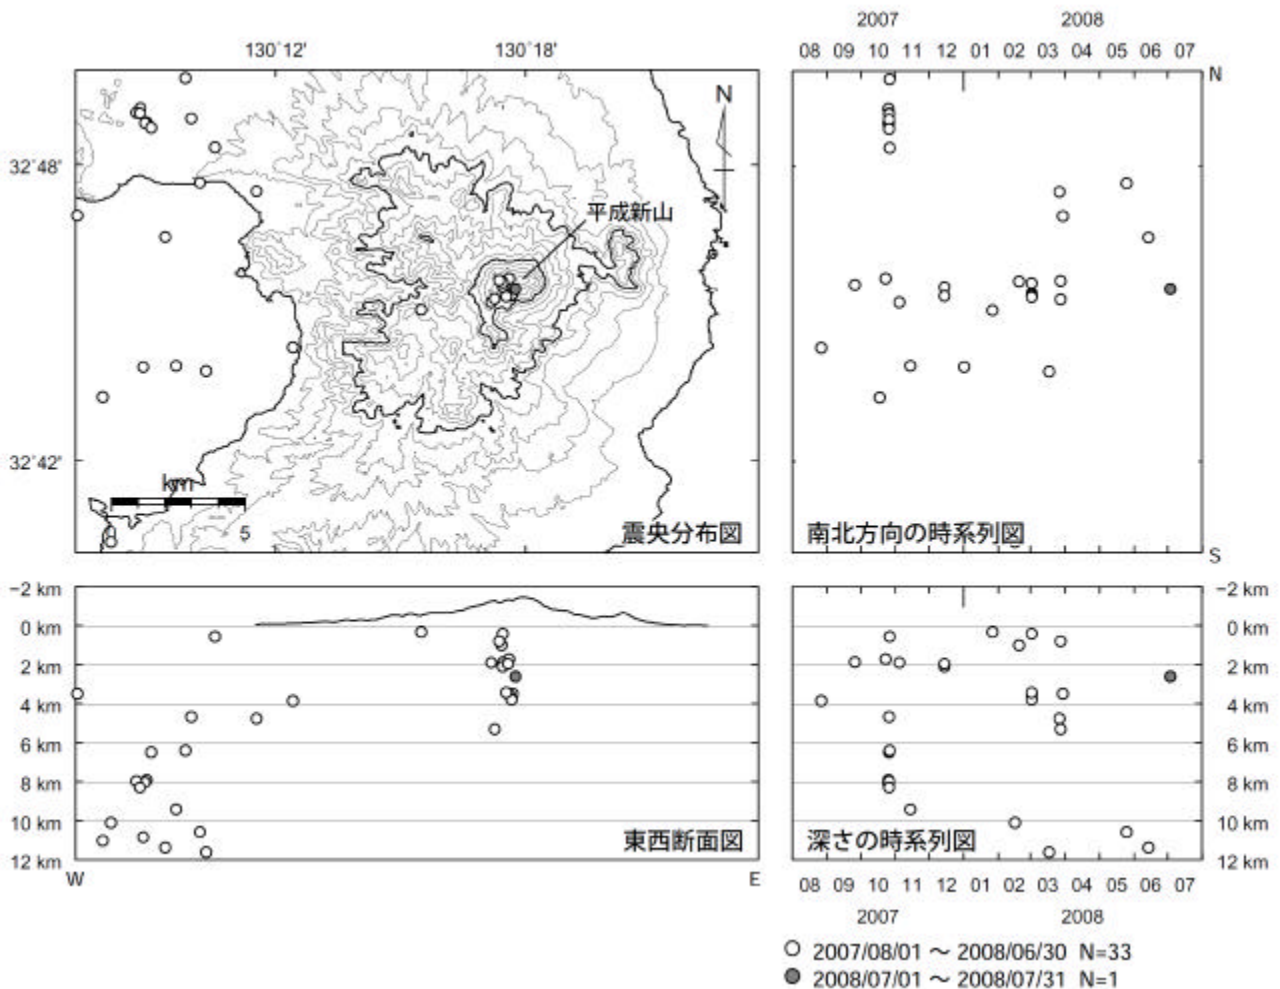 2007 2008
130°12' 130°18'
08 09 10 11 12 01 02 03 04 05 06 07
N
N
32°48'
平成新山
32°42'
km
5
震央分布図
南北方向の時系列図
S
−2 km
0 km
2 km
4 km
6 km
8 km
10 km
12 km
東西断面図
W E
深さの時系列図
−2 km
0 km
2 km
4 km
6 km
8 km
10 km
12 km
08 09 10 11 12 01 02 03 04 05 06 07
2007 2008
○ 2007/08/01 ～ 2008/06/30 N=33
● 2008/07/01 ～ 2008/07/31 N=1